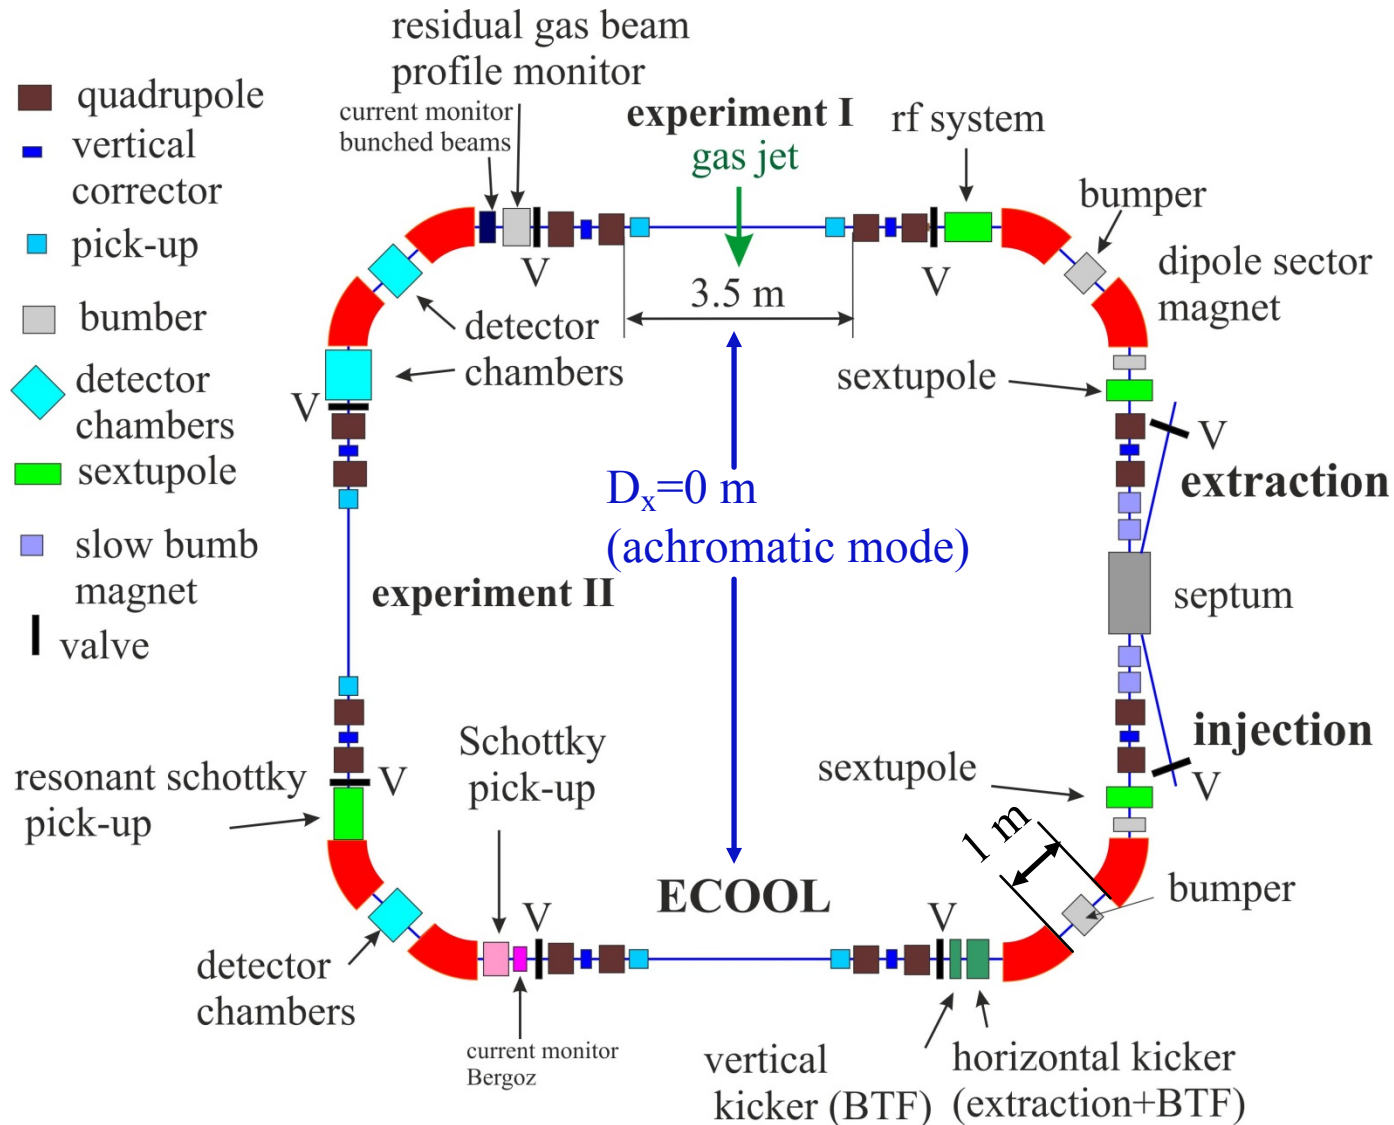 residual gas beam
profile monitor
current monitor
bunched beams
experiment I
gas jet
rf system
bumper
dipole sector
magnet
quadrupole
vertical
corrector
pick-up
bumber
detector
chambers
sextupole
slow bumb
magnet
valve
V
V
3.5 m
detector
chambers
sextupole
V
V
extraction
D_x=0 m
(achromatic mode)
experiment II
septum
injection
Schottky
pick-up
V
resonant schottky
pick-up
sextupole
V
1 m
bumper
ECOOL
V
V
detector
chambers
current monitor
Bergoz
vertical
kicker (BTF)
horizontal kicker
(extraction+BTF)